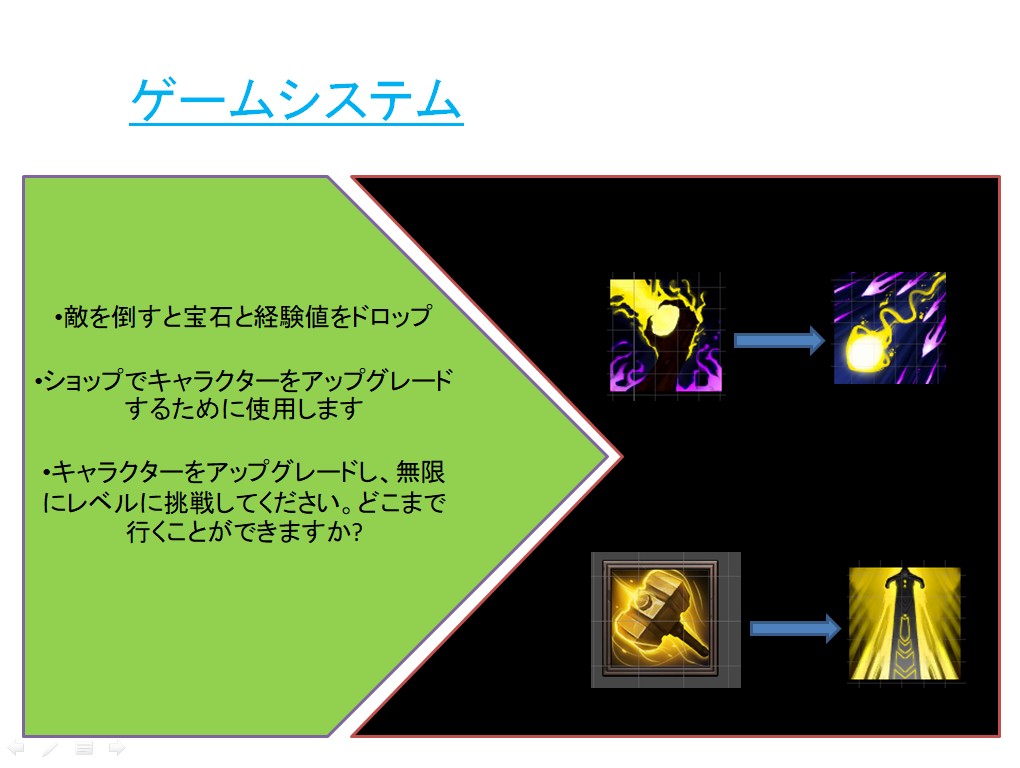 ゲームシステム
•敵を倒すと宝石と経験値をドロップ
•ショップでキャラクターをアップグレード
するために使用します
•キャラクターをアップグレードし、無限
にレベルに挑戦してください。どこまで
行くことができますか?